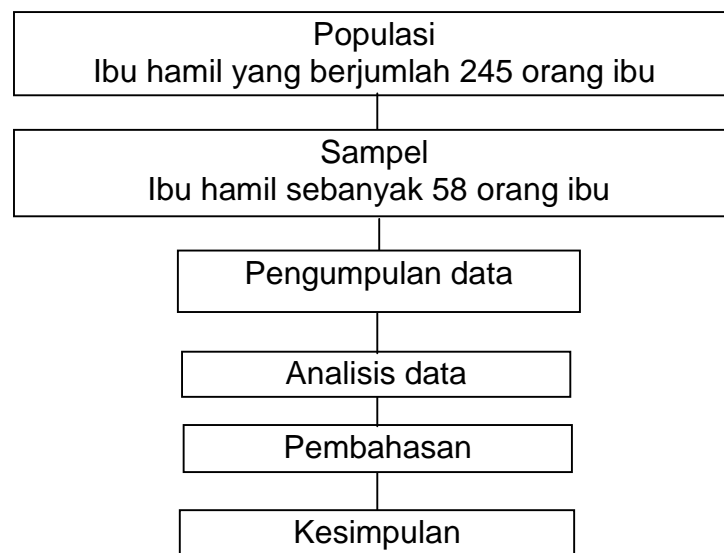 Populasi
Ibu hamil yang berjumlah 245 orang ibu
Sampel
Ibu hamil sebanyak 58 orang ibu
Pengumpulan data
Analisis data
Pembahasan
Kesimpulan